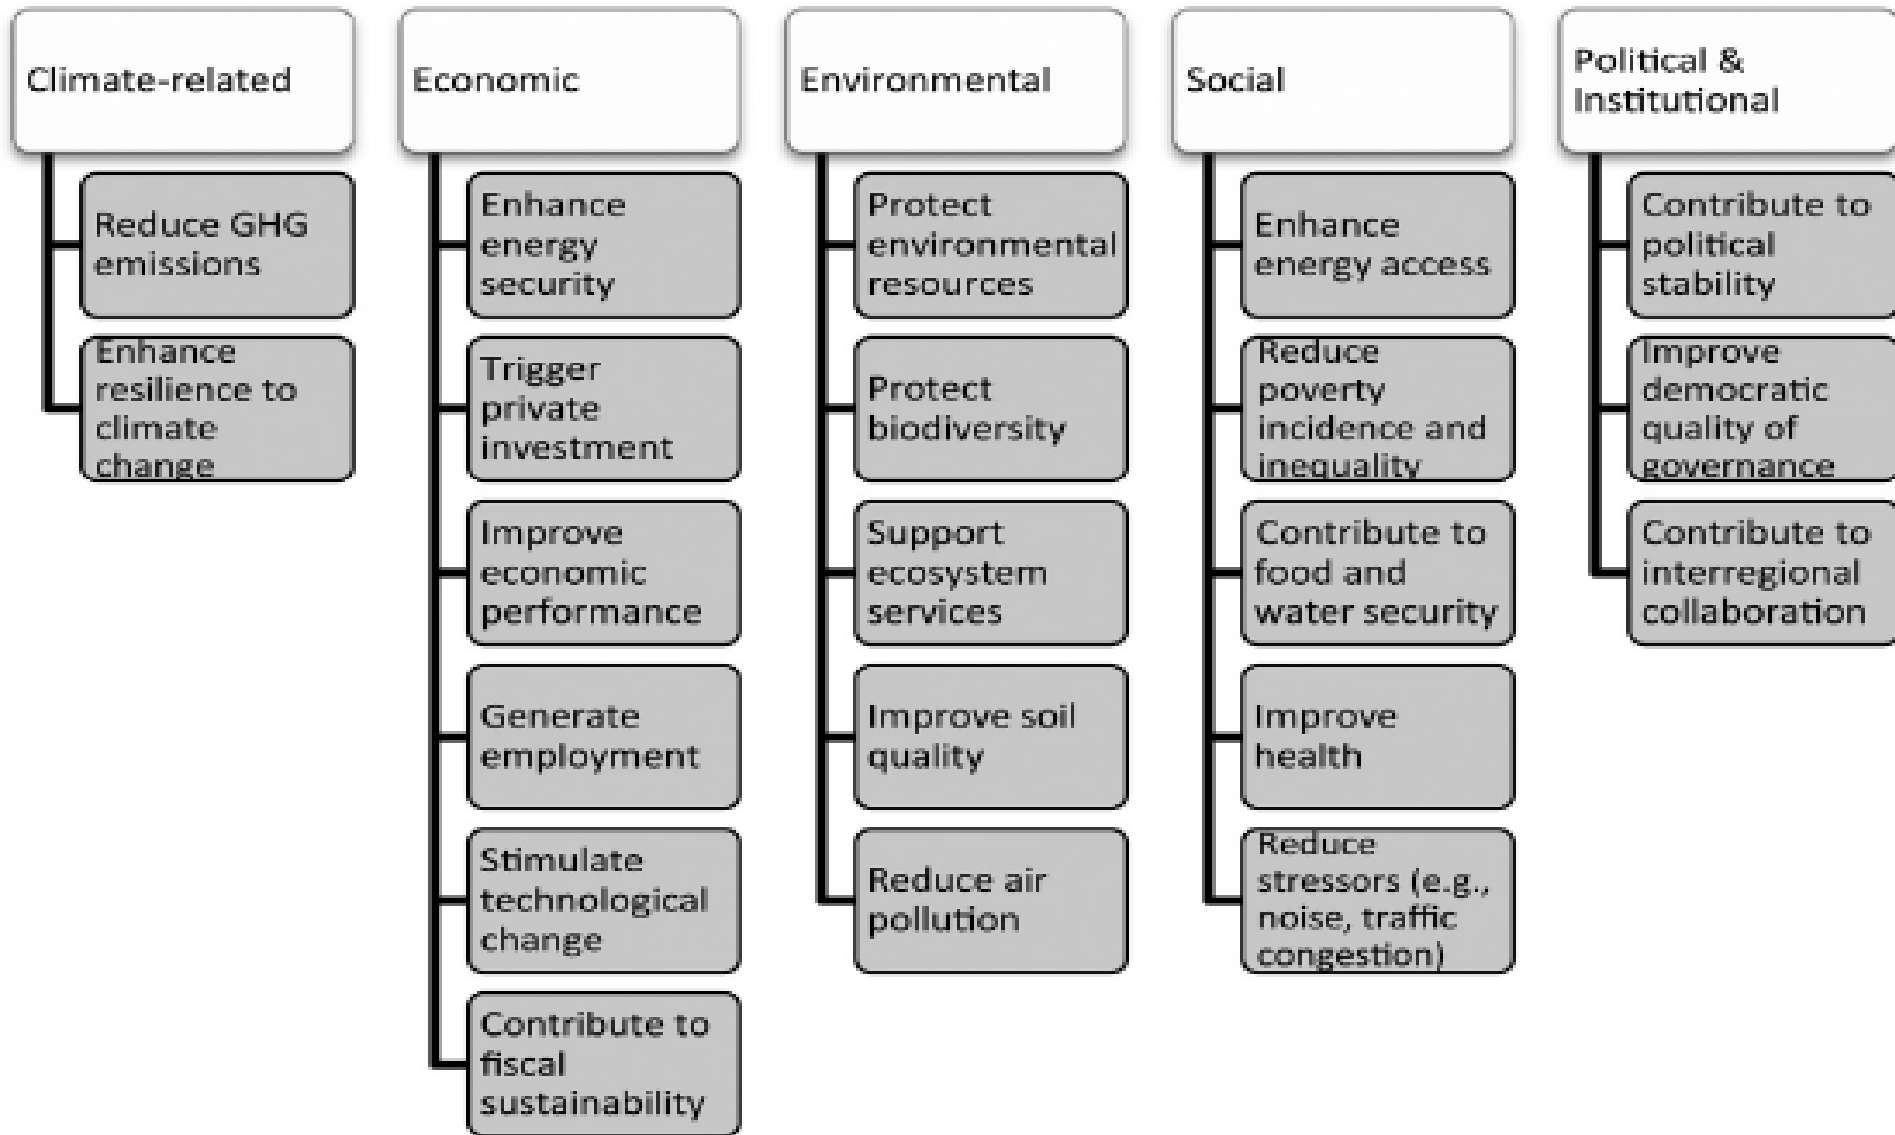 Climate-related
Reduce GHG
emissions
Enhance
resilience to
climate
change
Economic
Enhance
energy
security
Trigger
private
investment
Improve
economic
performance
Generate
employment
Stimulate
technological
change
Contribute to
fiscal
sustainability
Environmental
Protect
environmental
resources
Protect
biodiversity
Support
ecosystem
services
Improve soil
quality
Reduce air
pollution
Social
Enhance
energy access
Reduce
poverty
incidence and
inequality
Contribute to
food and
water security
Improve
health
Reduce
stressors (e.g.,
noise, traffic
congestion)
Political &
Institutional
Contribute to
political
stability
Improve
democratic
quality of
governance
Contribute to
interregional
collaboration